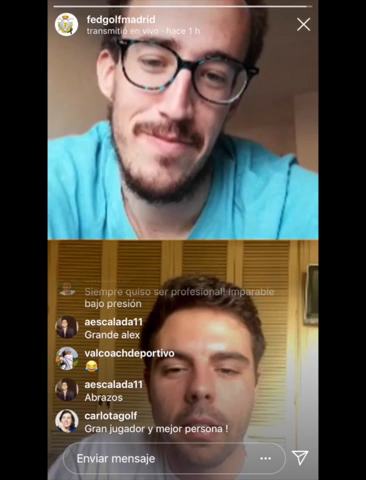 fedgolfmadrid
transmitió en vivo · hace 1 h
Siempre quiso ser profesional! Imparable
bajo presión
aescalada11
Grande alex
valcoachdeportivo
😂
aescalada11
Abrazos
carlotagolf
Gran jugador y mejor persona !
Enviar mensaje